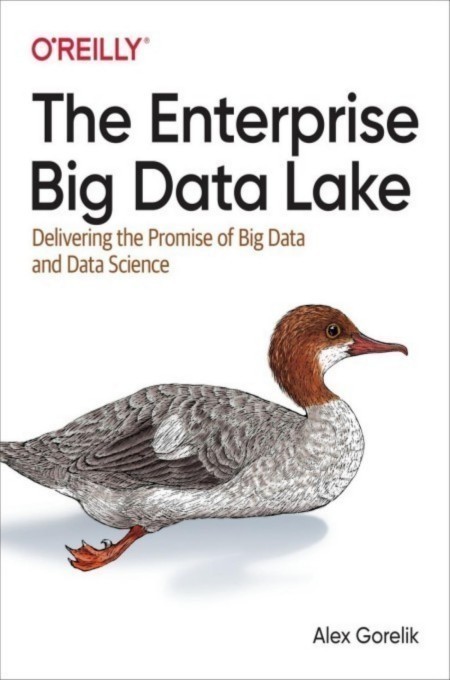 O'REILLY®
The Enterprise
Big Data Lake
Delivering the Promise of Big Data
and Data Science
Alex Gorelik